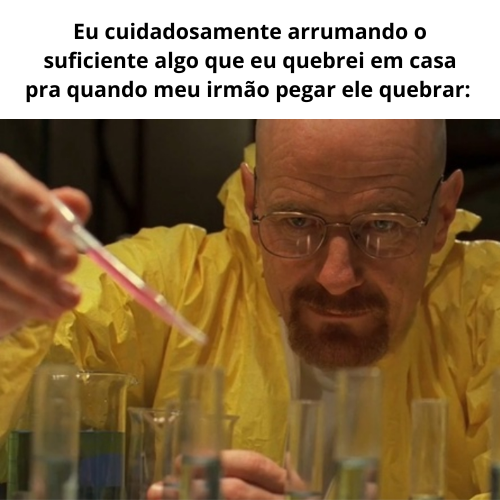 Eu cuidadosamente arrumando o
suficiente algo que eu quebrei em casa
pra quando meu irmão pegar ele quebrar: